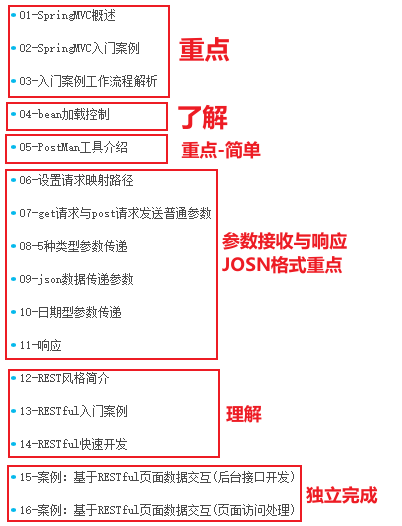 • 01-SpringMVC概述
• 02-SpringMVC入门案例
• 03-入门案例工作流程解析
重点
• 04-bean加载控制
了解
• 05-PostMan工具介绍
重点-简单
• 06-设置请求映射路径
• 07-get请求与post请求发送普通参数
• 08-5种类型参数传递
• 09-json数据传递参数
• 10-日期型参数传递
• 11-响应
参数接收与响应
JOSN格式重点
• 12-REST风格简介
• 13-RESTful入门案例
• 14-RESTful快速开发
理解
• 15-案例：基于RESTful页面数据交互(后台接口开发)
• 16-案例：基于RESTful页面数据交互(页面访问处理)
独立完成